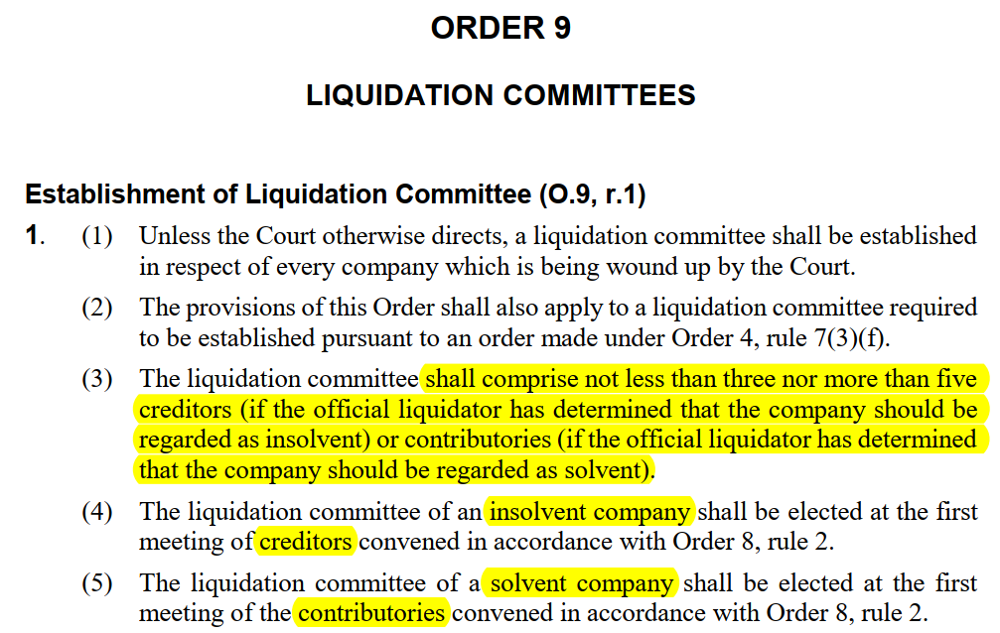 ORDER 9
LIQUIDATION COMMITTEES
Establishment of Liquidation Committee (O.9, r.1)
1. (1) Unless the Court otherwise directs, a liquidation committee shall be established
in respect of every company which is being wound up by the Court.
(2) The provisions of this Order shall also apply to a liquidation committee required
to be established pursuant to an order made under Order 4, rule 7(3)(f).
(3) The liquidation committee shall comprise not less than three nor more than five
creditors (if the official liquidator has determined that the company should be
regarded as insolvent) or contributories (if the official liquidator has determined
that the company should be regarded as solvent).
(4) The liquidation committee of an insolvent company shall be elected at the first
meeting of creditors convened in accordance with Order 8, rule 2.
(5) The liquidation committee of a solvent company shall be elected at the first
meeting of the contributories convened in accordance with Order 8, rule 2.